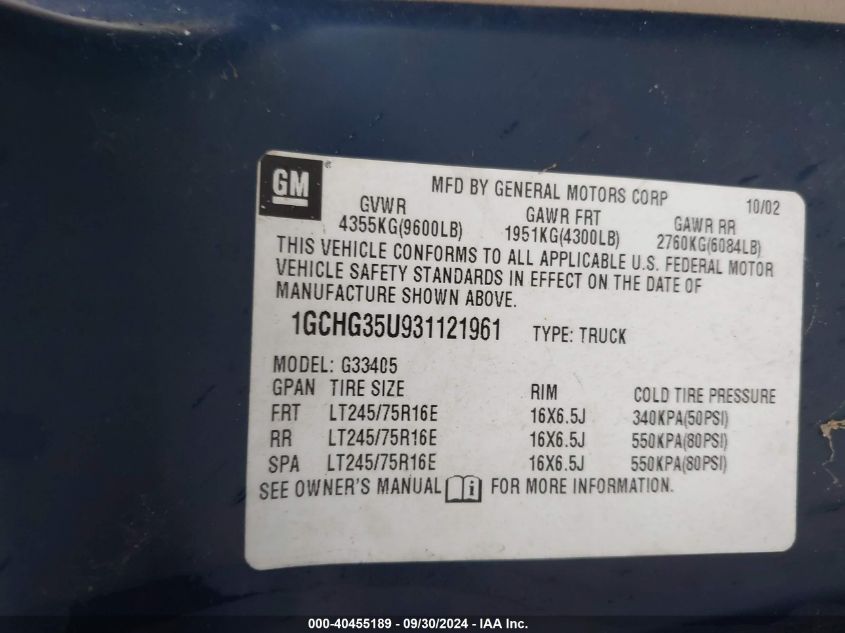 GM®
MFD BY GENERAL MOTORS CORP 10/02
GVWR GAWR FRT GAWR RR
4355KG(9600LB) 1951KG(4300LB) 2760KG(6084LB)
THIS VEHICLE CONFORMS TO ALL APPLICABLE U.S. FEDERAL MOTOR
VEHICLE SAFETY STANDARDS IN EFFECT ON THE DATE OF
MANUFACTURE SHOWN ABOVE.
1GCHG35U931121961 TYPE: TRUCK
MODEL: G33405
GPAN TIRE SIZE RIM COLD TIRE PRESSURE
FRT LT245/75R16E 16X6.5J 340KPA(50PSI)
RR LT245/75R16E 16X6.5J 550KPA(80PSI)
SPA LT245/75R16E 16X6.5J 550KPA(80PSI)
SEE OWNER'S MANUAL i FOR MORE INFORMATION.
000-40455189 - 09/30/2024 - IAA Inc.